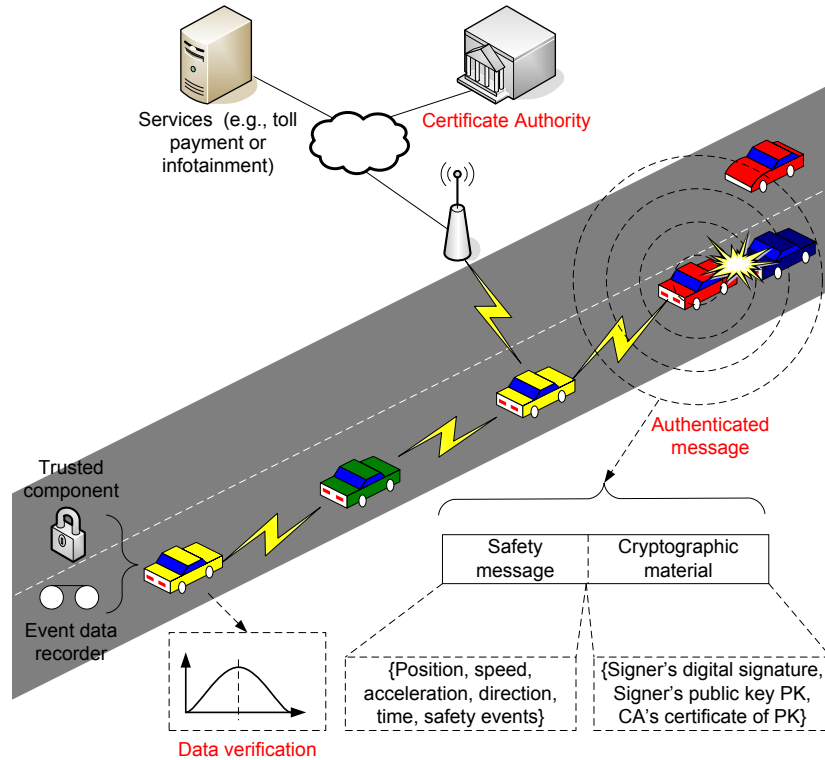 Services (e.g., toll
payment or
infotainment)
Certificate Authority
Authenticated
message
Trusted
component
Event data
recorder
Safety
message
Cryptographic
material
{Position, speed,
acceleration, direction,
time, safety events}
{Signer's digital signature,
Signer's public key PK,
CA's certificate of PK}
Data verification